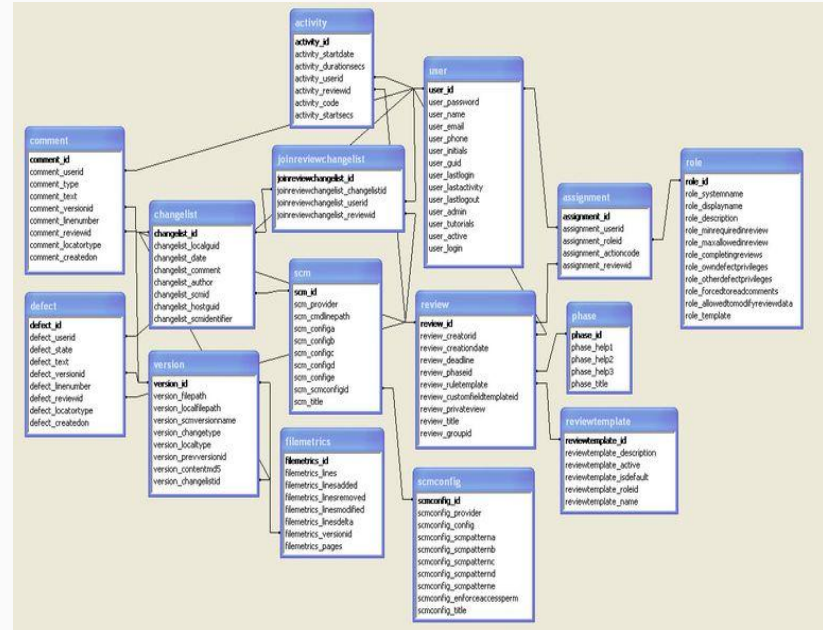 activity
activity_id
activity_startdate
activity_durationsecs
activity_userid
activity_reviewid
activity_code
activity_startsecs
user
user_id
user_password
user_name
user_email
user_phone
user_initials
user_guid
user_lastlogin
user_lastactivity
user_lastlogout
user_admin
user_tutorials
user_active
user_login
comment
comment_id
comment_userid
comment_type
comment_text
comment_versionid
comment_linenumber
comment_reviewid
comment_locatortype
comment_createdon
joinreviewchangelist
joinreviewchangelist_id
joinreviewchangelist_changelistid
joinreviewchangelist_userid
joinreviewchangelist_reviewid
role
role_id
role_systemname
role_displayname
role_description
role_minrequiredinreview
role_maxallowedinreview
role_completingreviews
role_owndefectprivileges
role_otherdefectprivileges
role_forcedtoreadcomments
role_allowedtomodifyreviewdata
role_template
assignment
assignment_id
assignment_userid
assignment_roleid
assignment_actioncode
assignment_reviewid
changelist
changelist_id
changelist_localguid
changelist_date
changelist_comment
changelist_author
changelist_scmid
changelist_hostguid
changelist_scmidentifier
scm
scm_id
scm_provider
scm_cmdlinepath
scm_configa
scm_configb
scm_configc
scm_configd
scm_confige
scm_scmconfigid
scm_title
defect
defect_id
defect_userid
defect_state
defect_text
defect_versionid
defect_linenumber
defect_reviewid
defect_locatortype
defect_createdon
review
review_id
review_creatorid
review_creationdate
review_deadline
review_phaseid
review_ruletemplate
review_customfieldtemplateid
review_privateview
review_title
review_groupid
phase
phase_id
phase_help1
phase_help2
phase_help3
phase_title
version
version_id
version_filepath
version_localfilepath
version_scmversionname
version_changetype
version_localtype
version_prevversionid
version_contentmd5
version_changelistid
reviewtemplate
reviewtemplate_id
reviewtemplate_description
reviewtemplate_active
reviewtemplate_isdefault
reviewtemplate_roleid
reviewtemplate_name
filemetrics
filemetrics_id
filemetrics_lines
filemetrics_linesadded
filemetrics_linesremoved
filemetrics_linesmodified
filemetrics_linesdelta
filemetrics_versionid
filemetrics_pages
scmconfig
scmconfig_id
scmconfig_provider
scmconfig_config
scmconfig_scmpatterna
scmconfig_scmpatternb
scmconfig_scmpatternc
scmconfig_scmpatternd
scmconfig_scmpatterne
scmconfig_enforceaccessperm
scmconfig_title